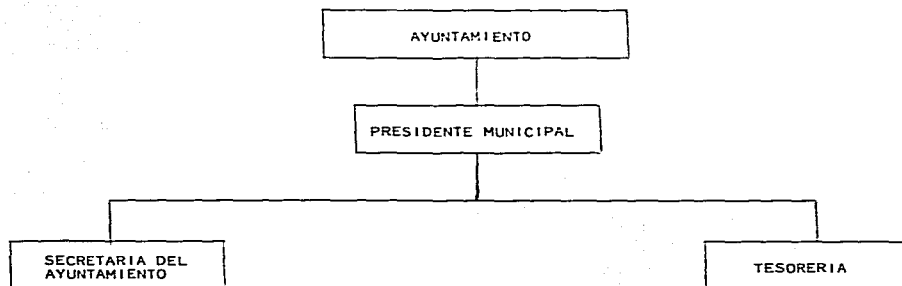 AYUNTAMIENTO
PRESIDENTE MUNICIPAL
SECRETARIA DEL
AYUNTAMIENTO
TESORERIA